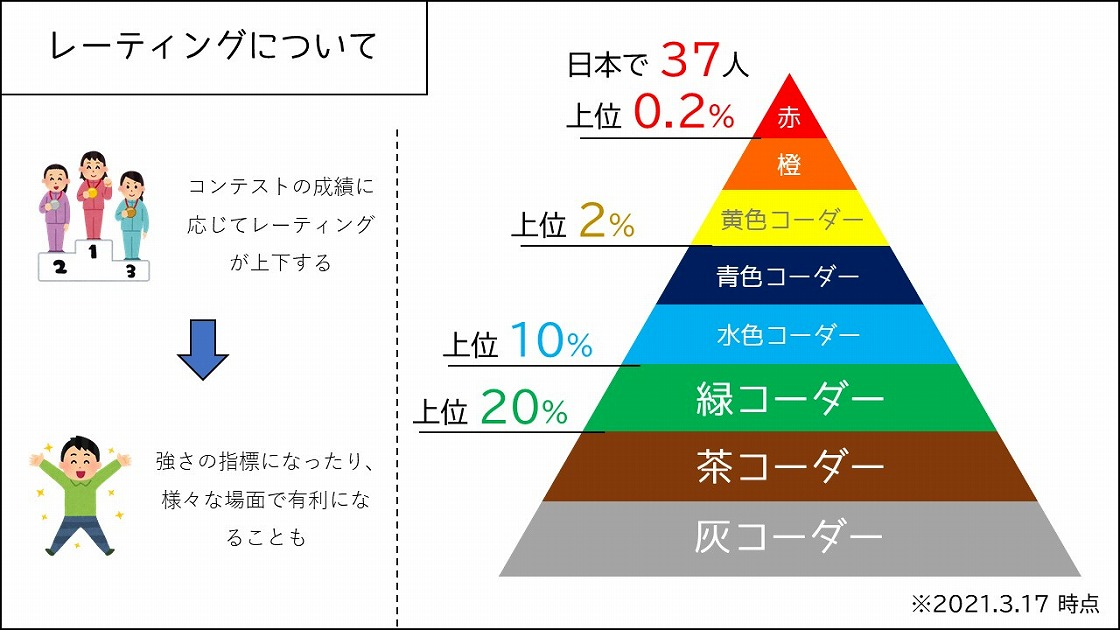 レーティングについて
コンテストの成績に
応じてレーティング
が上下する
2
1
3
強さの指標になったり、
様々な場面で有利にな
ることも
日本で 37人
上位 0.2%
赤
橙
上位 2%
黄色コーダー
青色コーダー
上位 10%
水色コーダー
上位 20%
緑コーダー
茶コーダー
灰コーダー
※2021.3.17 時点